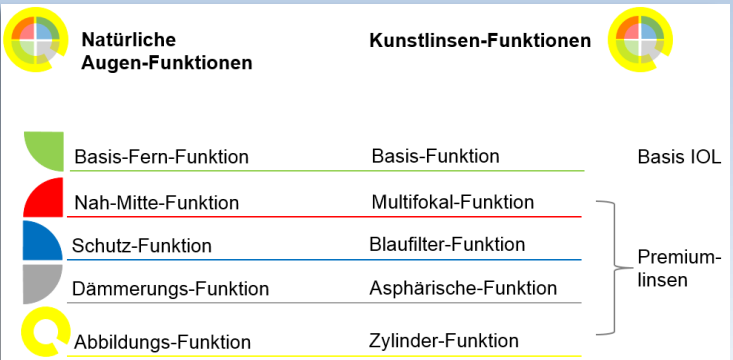 Natürliche
Augen-Funktionen
Kunstlinsen-Funktionen
Basis-Fern-Funktion Basis-Funktion Basis IOL
Nah-Mitte-Funktion Multifokal-Funktion
Schutz-Funktion Blaufilter-Funktion
Premium-
linsen
Dämmerungs-Funktion Asphärische-Funktion
Abbildungs-Funktion Zylinder-Funktion